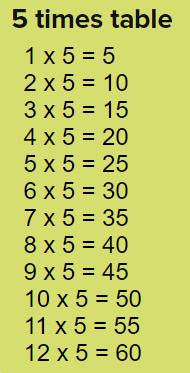 5 times table
1 x 5 = 5
2 x 5 = 10
3 x 5 = 15
4 x 5 = 20
5 x 5 = 25
6 x 5 = 30
7 x 5 = 35
8 x 5 = 40
9 x 5 = 45
10 x 5 = 50
11 x 5 = 55
12 x 5 = 60